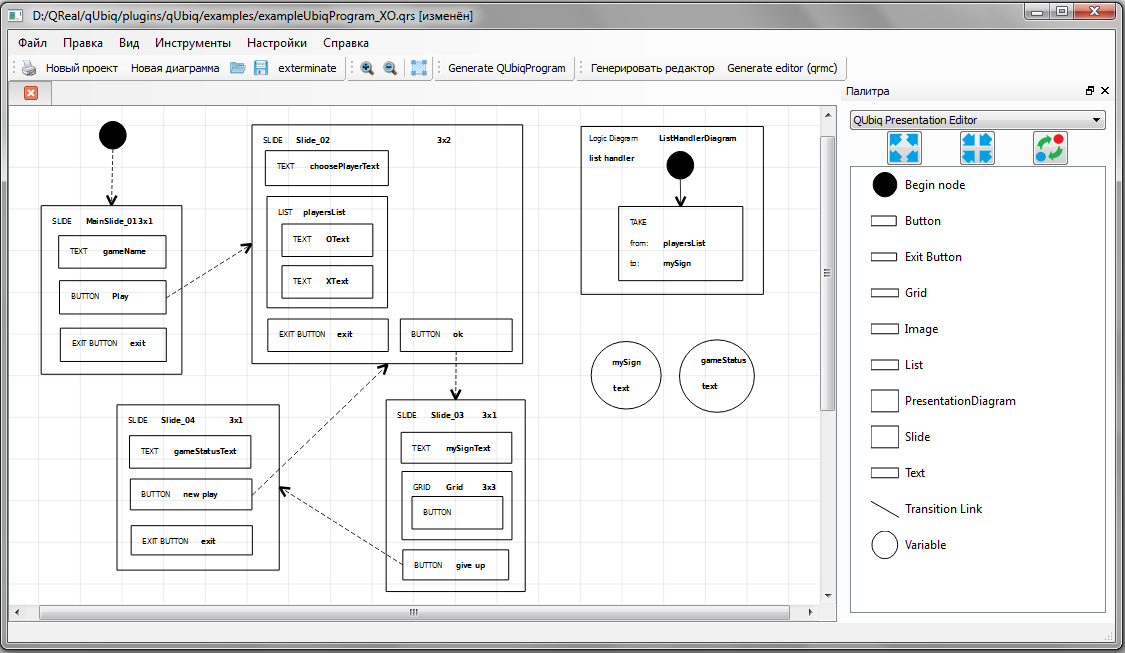 D:/QReal/qUbiq/plugins/qUbiq/examples/exampleUbiqProgram_XO.qrs [изменён]
Файл Правка Вид Инструменты Настройки Справка
Новый проект Новая диаграмма exterminate Generate QUbiqProgram Генерировать редактор Generate editor (qrmc)
Палитра
QUbiq Presentation Editor
Begin node
Button
Exit Button
Grid
Image
List
PresentationDiagram
Slide
Text
Transition Link
Variable
SLIDE MainSlide_01 3x1
TEXT gameName
BUTTON Play
EXIT BUTTON exit
SLIDE Slide_02 3x2
TEXT choosePlayerText
LIST playersList
TEXT OText
TEXT XText
EXIT BUTTON exit
BUTTON ok
Logic Diagram ListHandlerDiagram
list handler
TAKE
from: playersList
to: mySign
mySign
text
gameStatus
text
SLIDE Slide_04 3x1
TEXT gameStatusText
BUTTON new play
EXIT BUTTON exit
SLIDE Slide_03 3x1
TEXT mySignText
GRID Grid 3x3
BUTTON
BUTTON give up